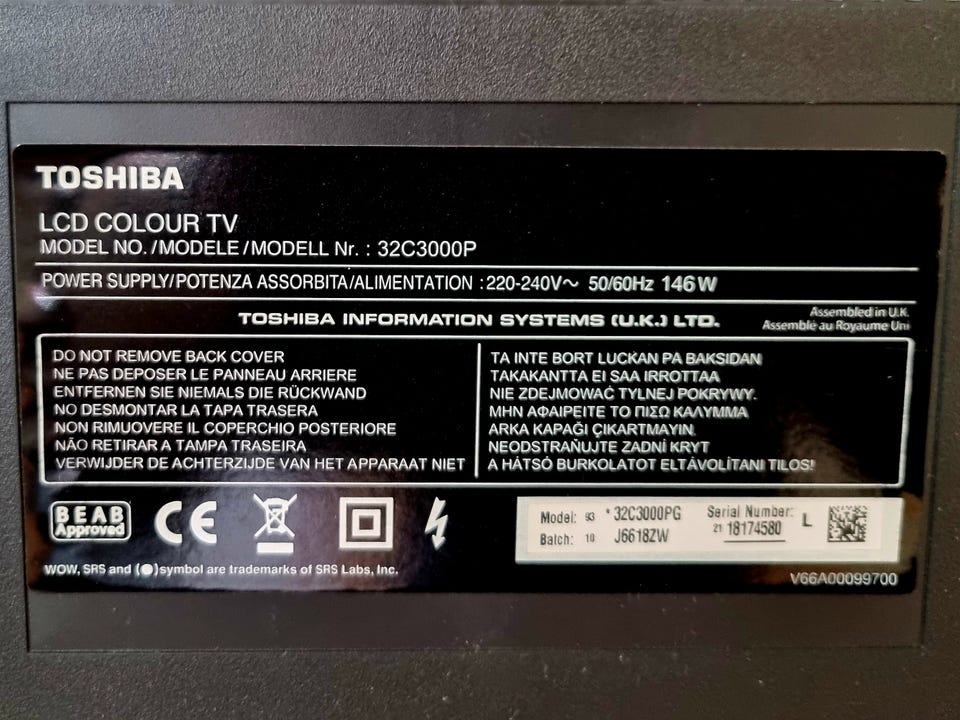 TOSHIBA
LCD COLOUR TV
MODEL NO./MODELE/MODELL Nr. : 32C3000P
POWER SUPPLY/POTENZA ASSORBITA/ALIMENTATION :220-240V~ 50/60Hz 146W
TOSHIBA INFORMATION SYSTEMS (U.K.) LTD.
Assembled in U.K.
Assemblé au Royaume Uni
DO NOT REMOVE BACK COVER
NE PAS DEPOSER LE PANNEAU ARRIERE
ENTFERNEN SIE NIEMALS DIE RÜCKWAND
NO DESMONTAR LA TAPA TRASERA
NON RIMUOVERE IL COPERCHIO POSTERIORE
NÃO RETIRAR A TAMPA TRASEIRA
VERWIJDER DE ACHTERZIJDE VAN HET APPARAAT NIET
TA INTE BORT LUCKAN PA BAKSIDAN
TAKAKANTTA EI SAA IRROTTAA
NIE ZDEJMOWAĆ TYLNEJ POKRYWY.
ΜΗΝ ΑΦΑΙΡΕΙΤΕ ΤΟ ΠΙΣΩ ΚΑΛΥΜΜΑ
ARKA KAPAĞI ÇIKARTMAYIN.
NEODSTRAŇUJTE ZADNÍ KRYT
A HÁTSÓ BURKOLATOT ELTÁVOLÍTANI TILOS!
BEAB
Approved
CE
Model: 93 * 32C3000PG
Batch: 10 J6618ZW
Serial Number:
21 18174580
L
WOW, SRS and (●)symbol are trademarks of SRS Labs, Inc.
V66A00099700